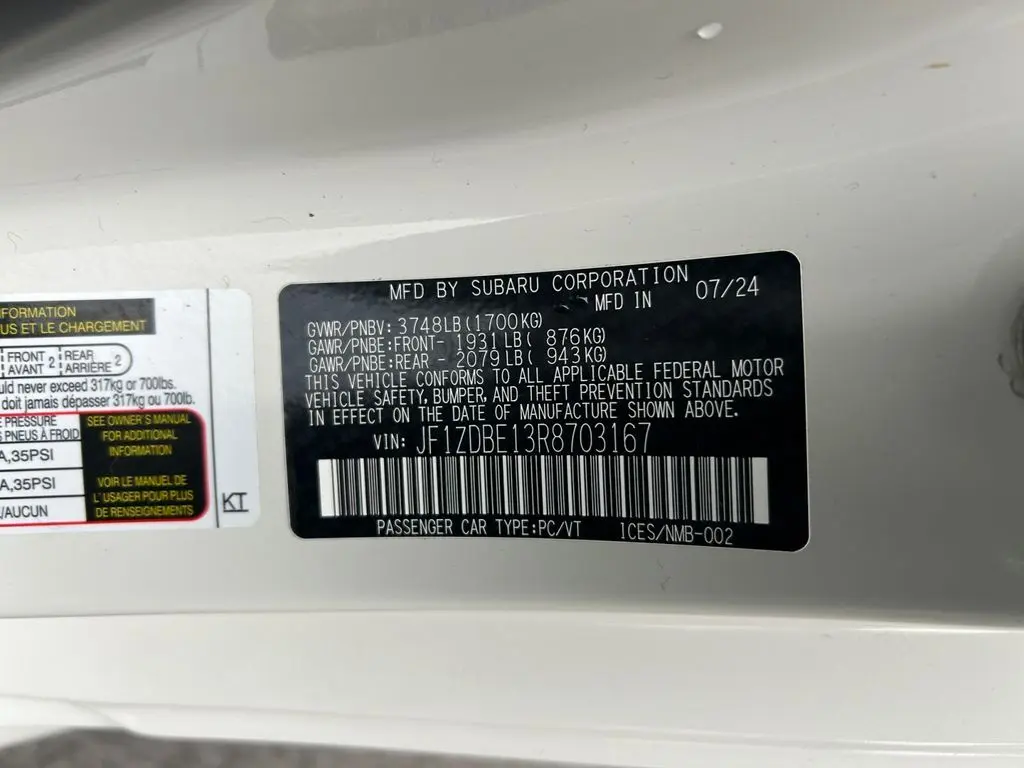 NFORMATION
US ET LE CHARGEMENT
FRONT 2 REAR 2
AVANT ARRIÈRE
uld never exceed 317kg or 700lbs.
doit jamais dépasser 317kg ou 700lb.
E PRESSURE
S PNEUS À FROID
A,35PSI
A,35PSI
/AUCUN
SEE OWNER'S MANUAL
FOR ADDITIONAL
INFORMATION
VOIR LE MANUEL DE
L' USAGER POUR PLUS
DE RENSEIGNEMENTS
KT
MFD BY SUBARU CORPORATION
MFD IN 07/24
GVWR/PNBV: 3748LB(1700KG)
GAWR/PNBE:FRONT- 1931LB( 876KG)
GAWR/PNBE:REAR - 2079LB( 943KG)
THIS VEHICLE CONFORMS TO ALL APPLICABLE FEDERAL MOTOR
VEHICLE SAFETY, BUMPER, AND THEFT PREVENTION STANDARDS
IN EFFECT ON THE DATE OF MANUFACTURE SHOWN ABOVE.
VIN: JF1ZDBE13R8703167
PASSENGER CAR TYPE:PC/VT ICES/NMB-002